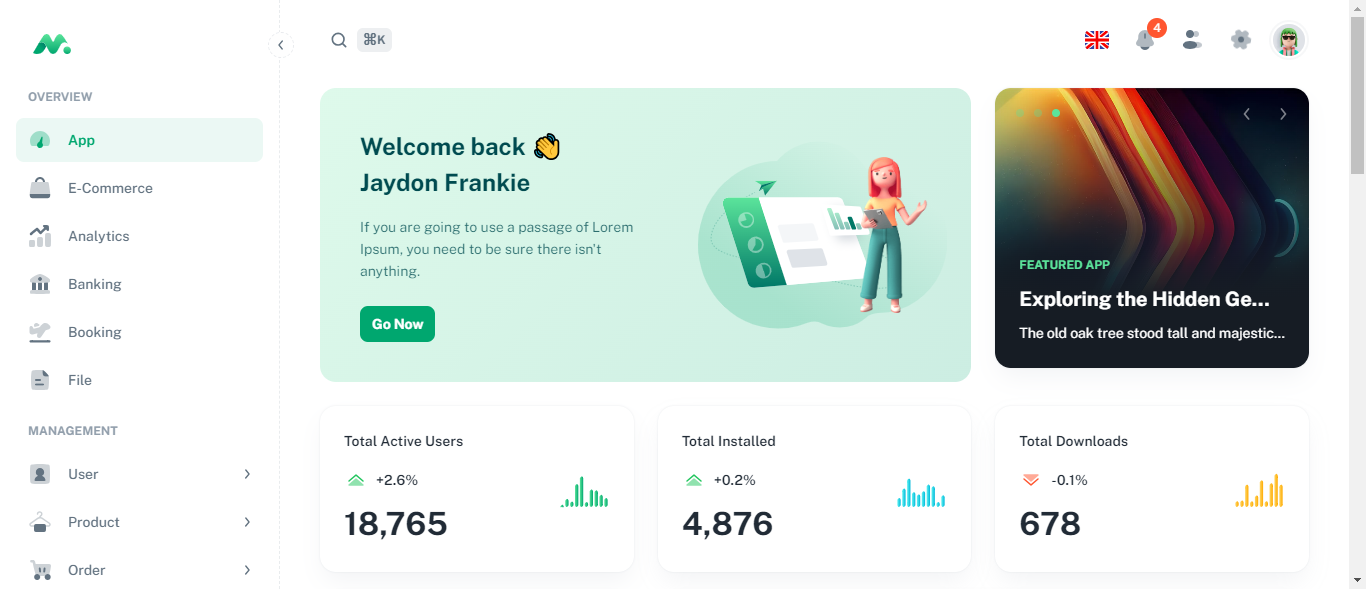 ⌘K
4
OVERVIEW
App
E-Commerce
Analytics
Banking
Booking
File
MANAGEMENT
User
Product
Order
Welcome back 👋
Jaydon Frankie
If you are going to use a passage of Lorem
Ipsum, you need to be sure there isn't
anything.
Go Now
FEATURED APP
Exploring the Hidden Ge...
The old oak tree stood tall and majestic...
Total Active Users
+2.6%
18,765
Total Installed
+0.2%
4,876
Total Downloads
-0.1%
678